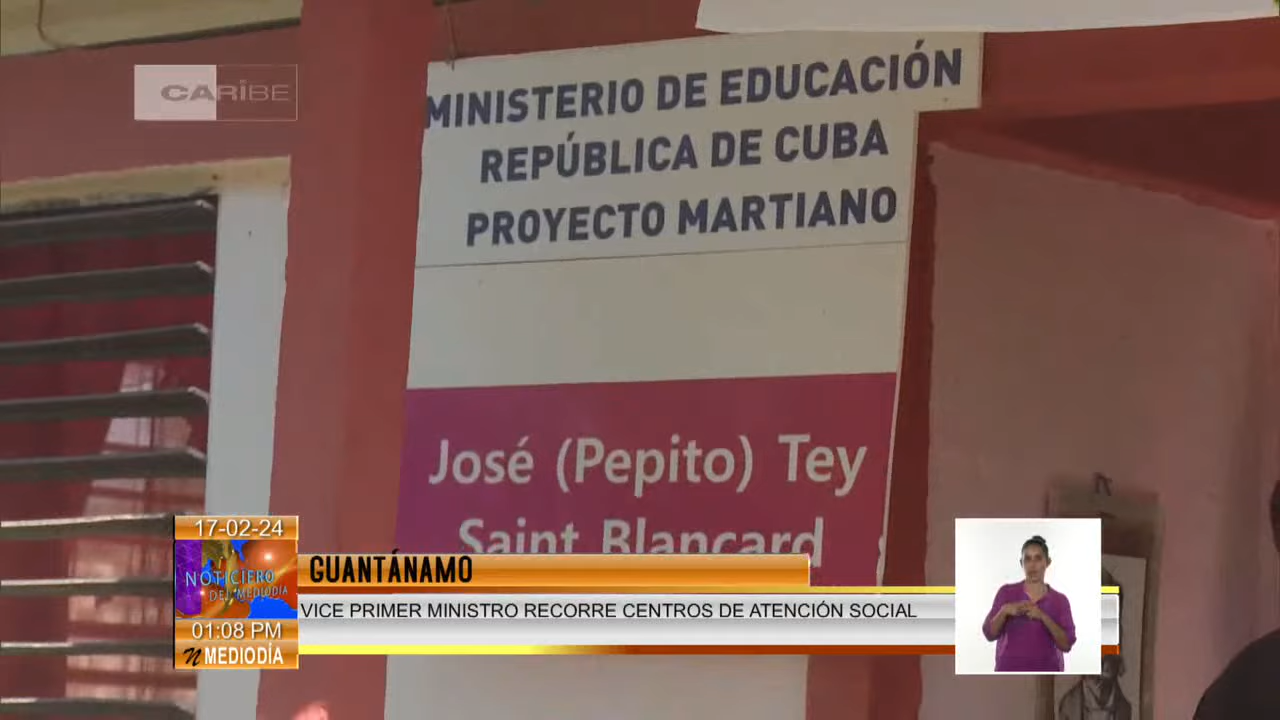 CARIBE
MINISTERIO DE EDUCACIÓN
REPÚBLICA DE CUBA
PROYECTO MARTIANO
José (Pepito) Tey
Saint Blancard
17-02-24
NOTICIERO
DEL MEDIODIA
01:08 PM
MEDIODÍA
GUANTÁNAMO
VICE PRIMER MINISTRO RECORRE CENTROS DE ATENCIÓN SOCIAL